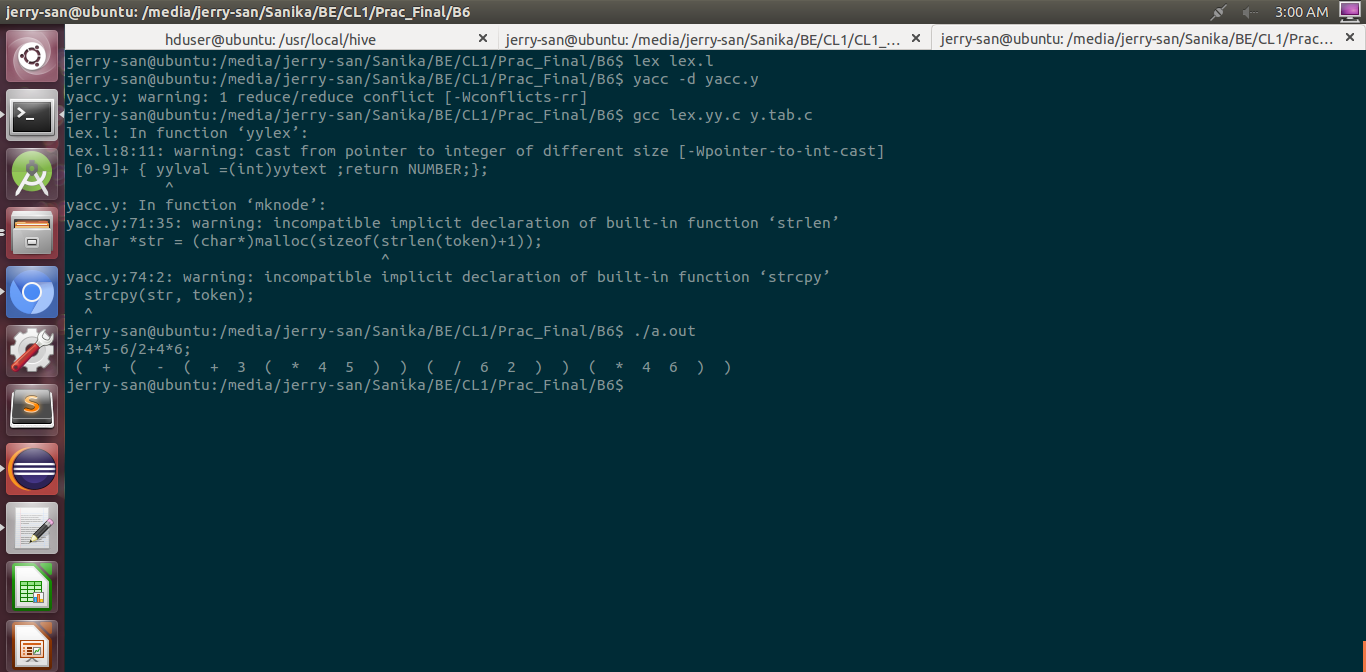 jerry-san@ubuntu: /media/jerry-san/Sanika/BE/CL1/Prac_Final/B6
3:00 AM
hduser@ubuntu: /usr/local/hive
jerry-san@ubuntu: /media/jerry-san/Sanika/BE/CL1/CL1_...
jerry-san@ubuntu: /media/jerry-san/Sanika/BE/CL1/Prac...
jerry-san@ubuntu:/media/jerry-san/Sanika/BE/CL1/Prac_Final/B6$ lex lex.l
jerry-san@ubuntu:/media/jerry-san/Sanika/BE/CL1/Prac_Final/B6$ yacc -d yacc.y
yacc.y: warning: 1 reduce/reduce conflict [-Wconflicts-rr]
jerry-san@ubuntu:/media/jerry-san/Sanika/BE/CL1/Prac_Final/B6$ gcc lex.yy.c y.tab.c
lex.l: In function ‘yylex’:
lex.l:8:11: warning: cast from pointer to integer of different size [-Wpointer-to-int-cast]
 [0-9]+ { yylval =(int)yytext ;return NUMBER;};
           ^
yacc.y: In function ‘mknode’:
yacc.y:71:35: warning: incompatible implicit declaration of built-in function ‘strlen’
  char *str = (char*)malloc(sizeof(strlen(token)+1));
                                   ^
yacc.y:74:2: warning: incompatible implicit declaration of built-in function ‘strcpy’
  strcpy(str, token);
  ^
jerry-san@ubuntu:/media/jerry-san/Sanika/BE/CL1/Prac_Final/B6$ ./a.out
3+4*5-6/2+4*6;
 (  +  (  -  (  +  3  (  *  4  5  )  )  (  /  6  2  )  )  (  *  4  6  )  )
jerry-san@ubuntu:/media/jerry-san/Sanika/BE/CL1/Prac_Final/B6$